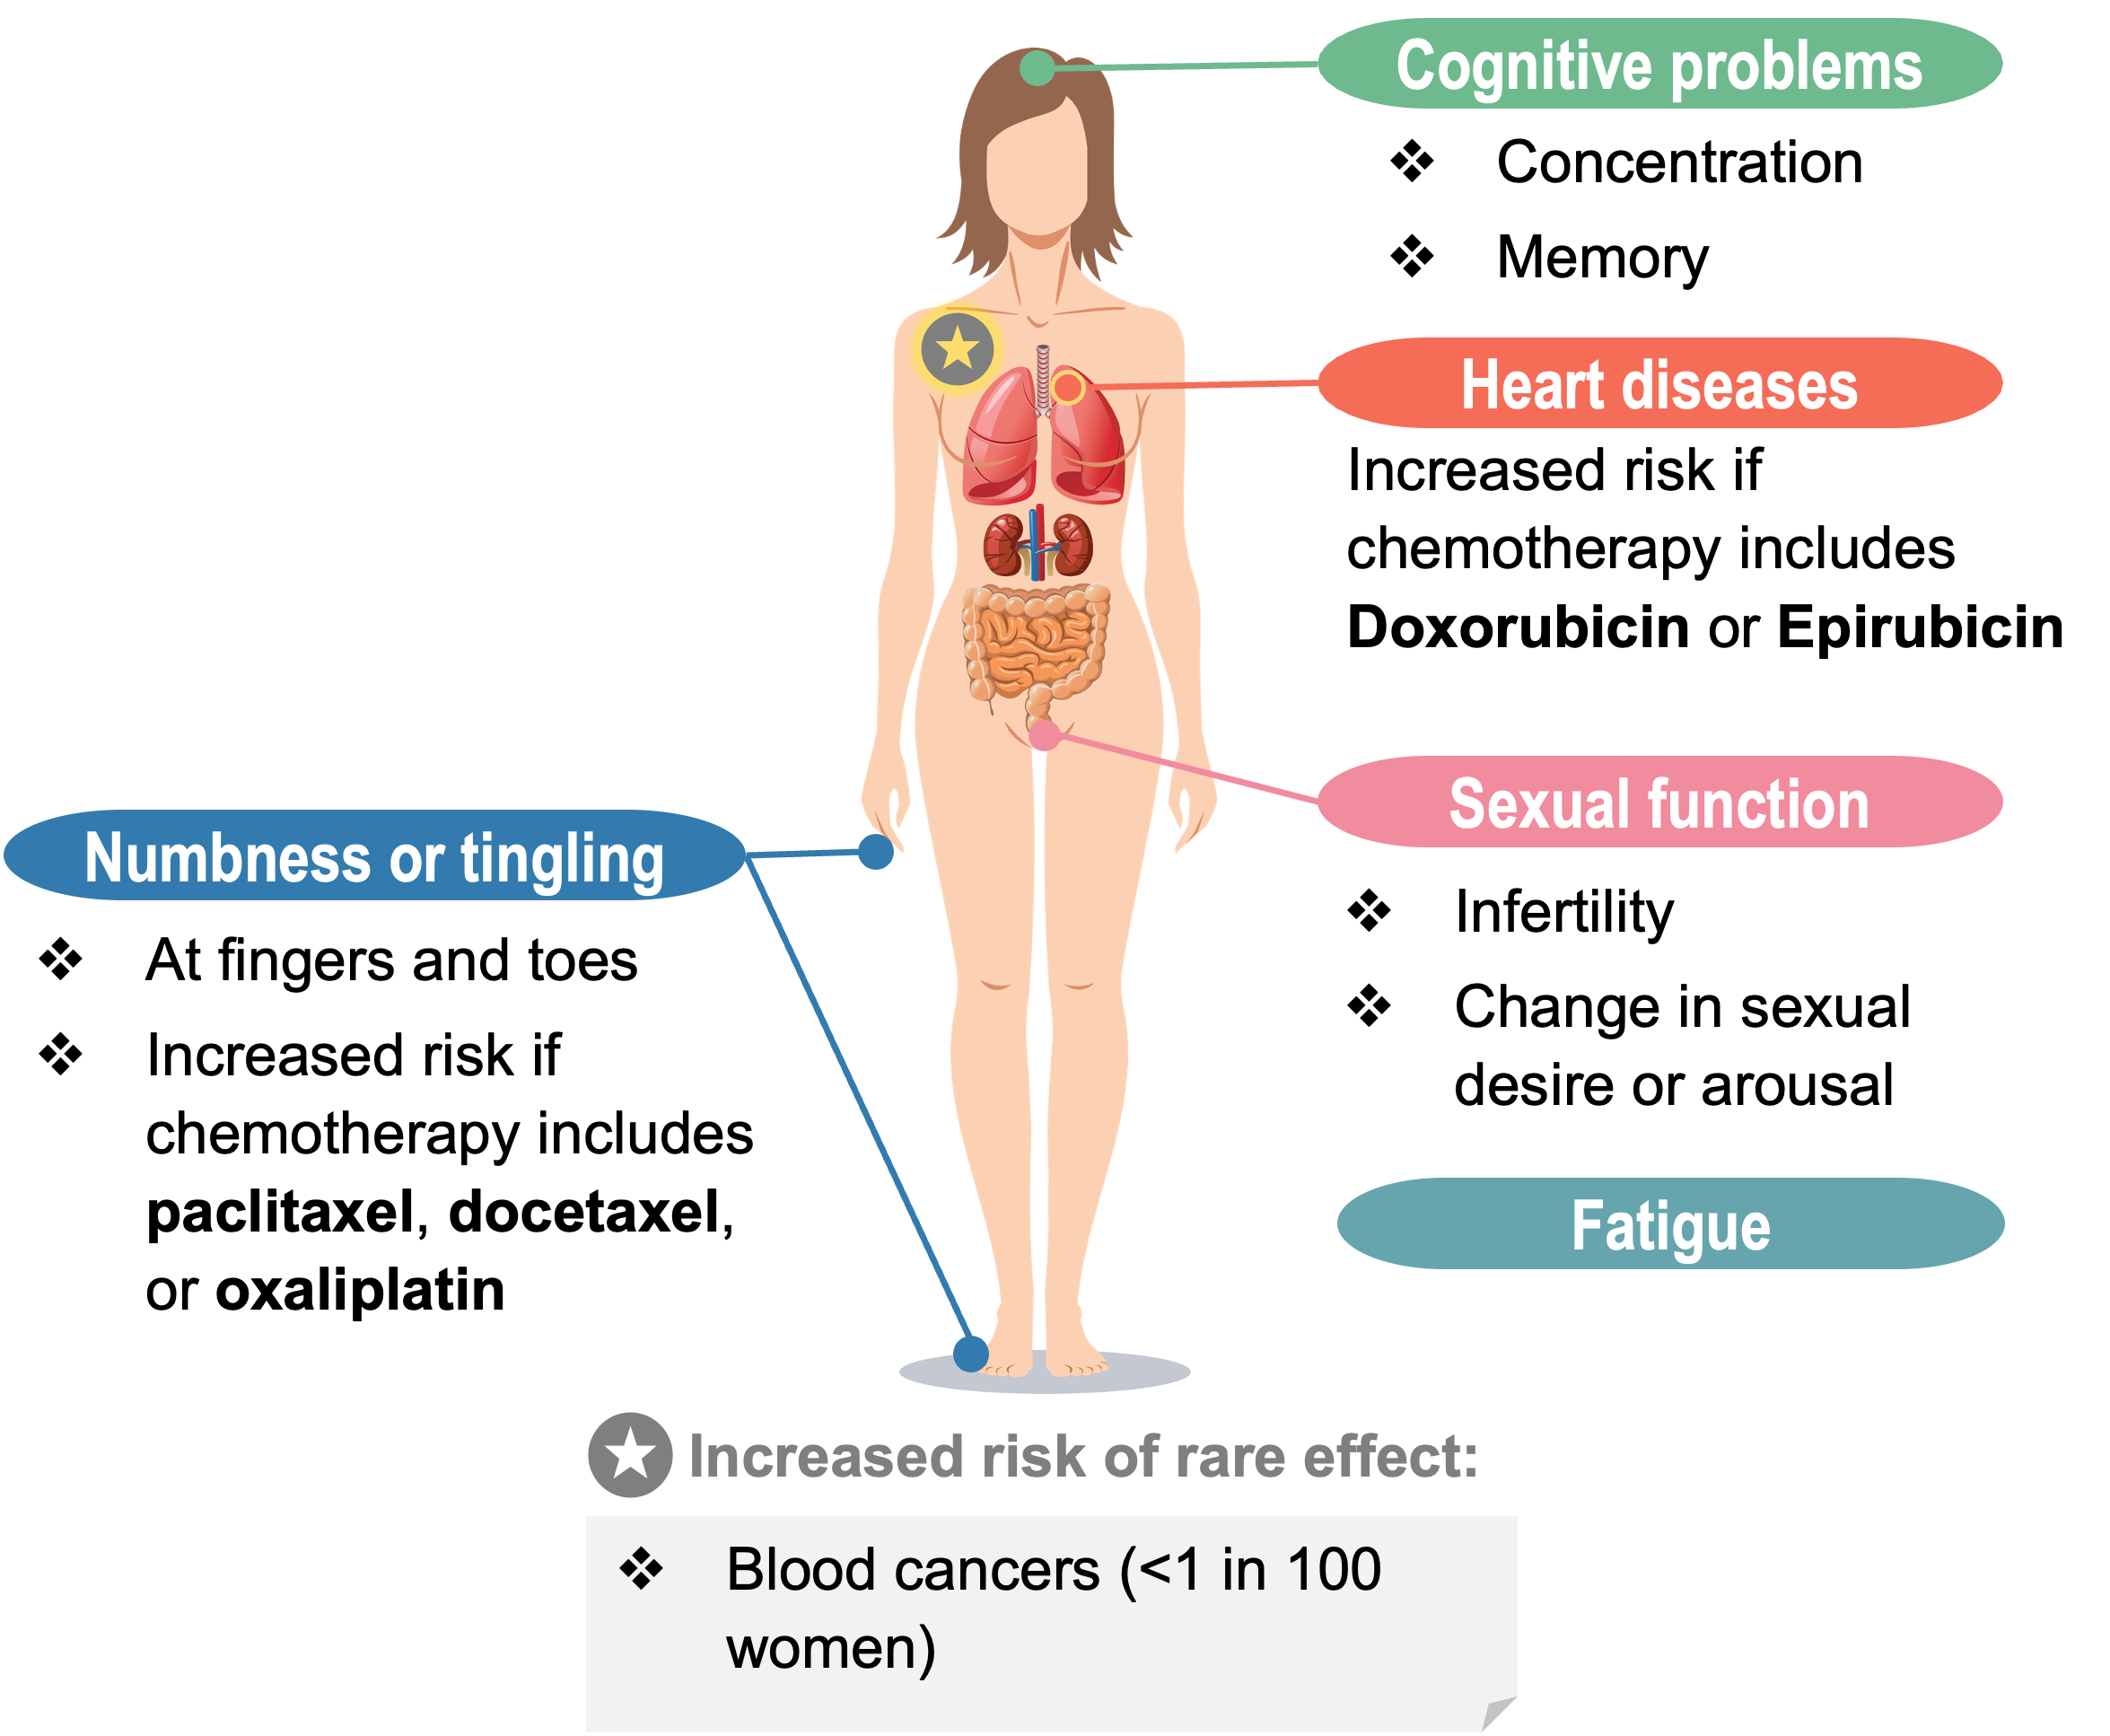 Cognitive problems
❖ Concentration
❖ Memory
Heart diseases
Increased risk if
chemotherapy includes
Doxorubicin or Epirubicin
Sexual function
❖ Infertility
❖ Change in sexual
desire or arousal
Fatigue
Numbness or tingling
❖ At fingers and toes
❖ Increased risk if
chemotherapy includes
paclitaxel, docetaxel,
or oxaliplatin
Increased risk of rare effect:
❖ Blood cancers (<1 in 100
women)